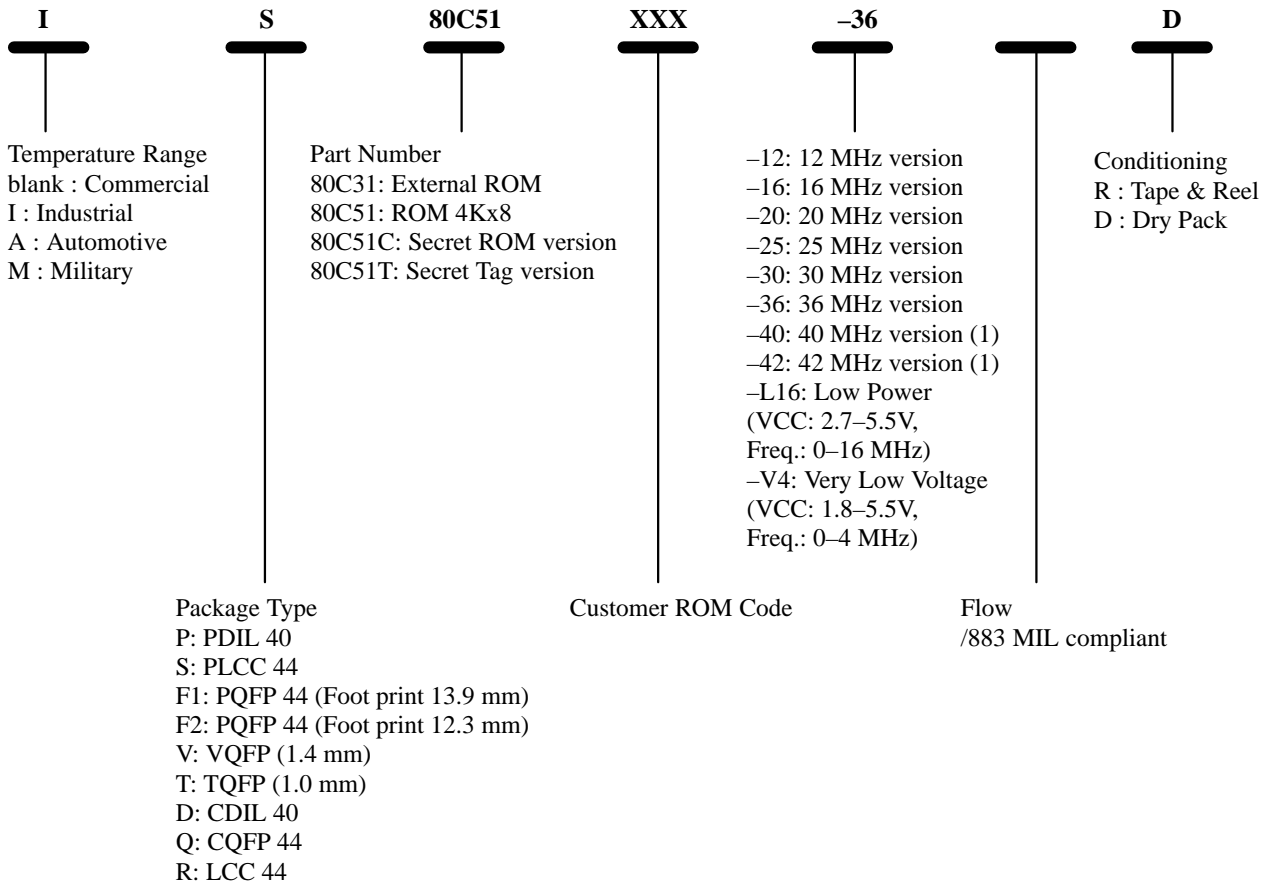 I S 80C51 XXX –36 D
Temperature Range
blank : Commercial
I : Industrial
A : Automotive
M : Military
Part Number
80C31: External ROM
80C51: ROM 4Kx8
80C51C: Secret ROM version
80C51T: Secret Tag version
–12: 12 MHz version
–16: 16 MHz version
–20: 20 MHz version
–25: 25 MHz version
–30: 30 MHz version
–36: 36 MHz version
–40: 40 MHz version (1)
–42: 42 MHz version (1)
–L16: Low Power
(VCC: 2.7–5.5V,
Freq.: 0–16 MHz)
–V4: Very Low Voltage
(VCC: 1.8–5.5V,
Freq.: 0–4 MHz)
Conditioning
R : Tape & Reel
D : Dry Pack
Package Type
P: PDIL 40
S: PLCC 44
F1: PQFP 44 (Foot print 13.9 mm)
F2: PQFP 44 (Foot print 12.3 mm)
V: VQFP (1.4 mm)
T: TQFP (1.0 mm)
D: CDIL 40
Q: CQFP 44
R: LCC 44
Customer ROM Code
Flow
/883 MIL compliant